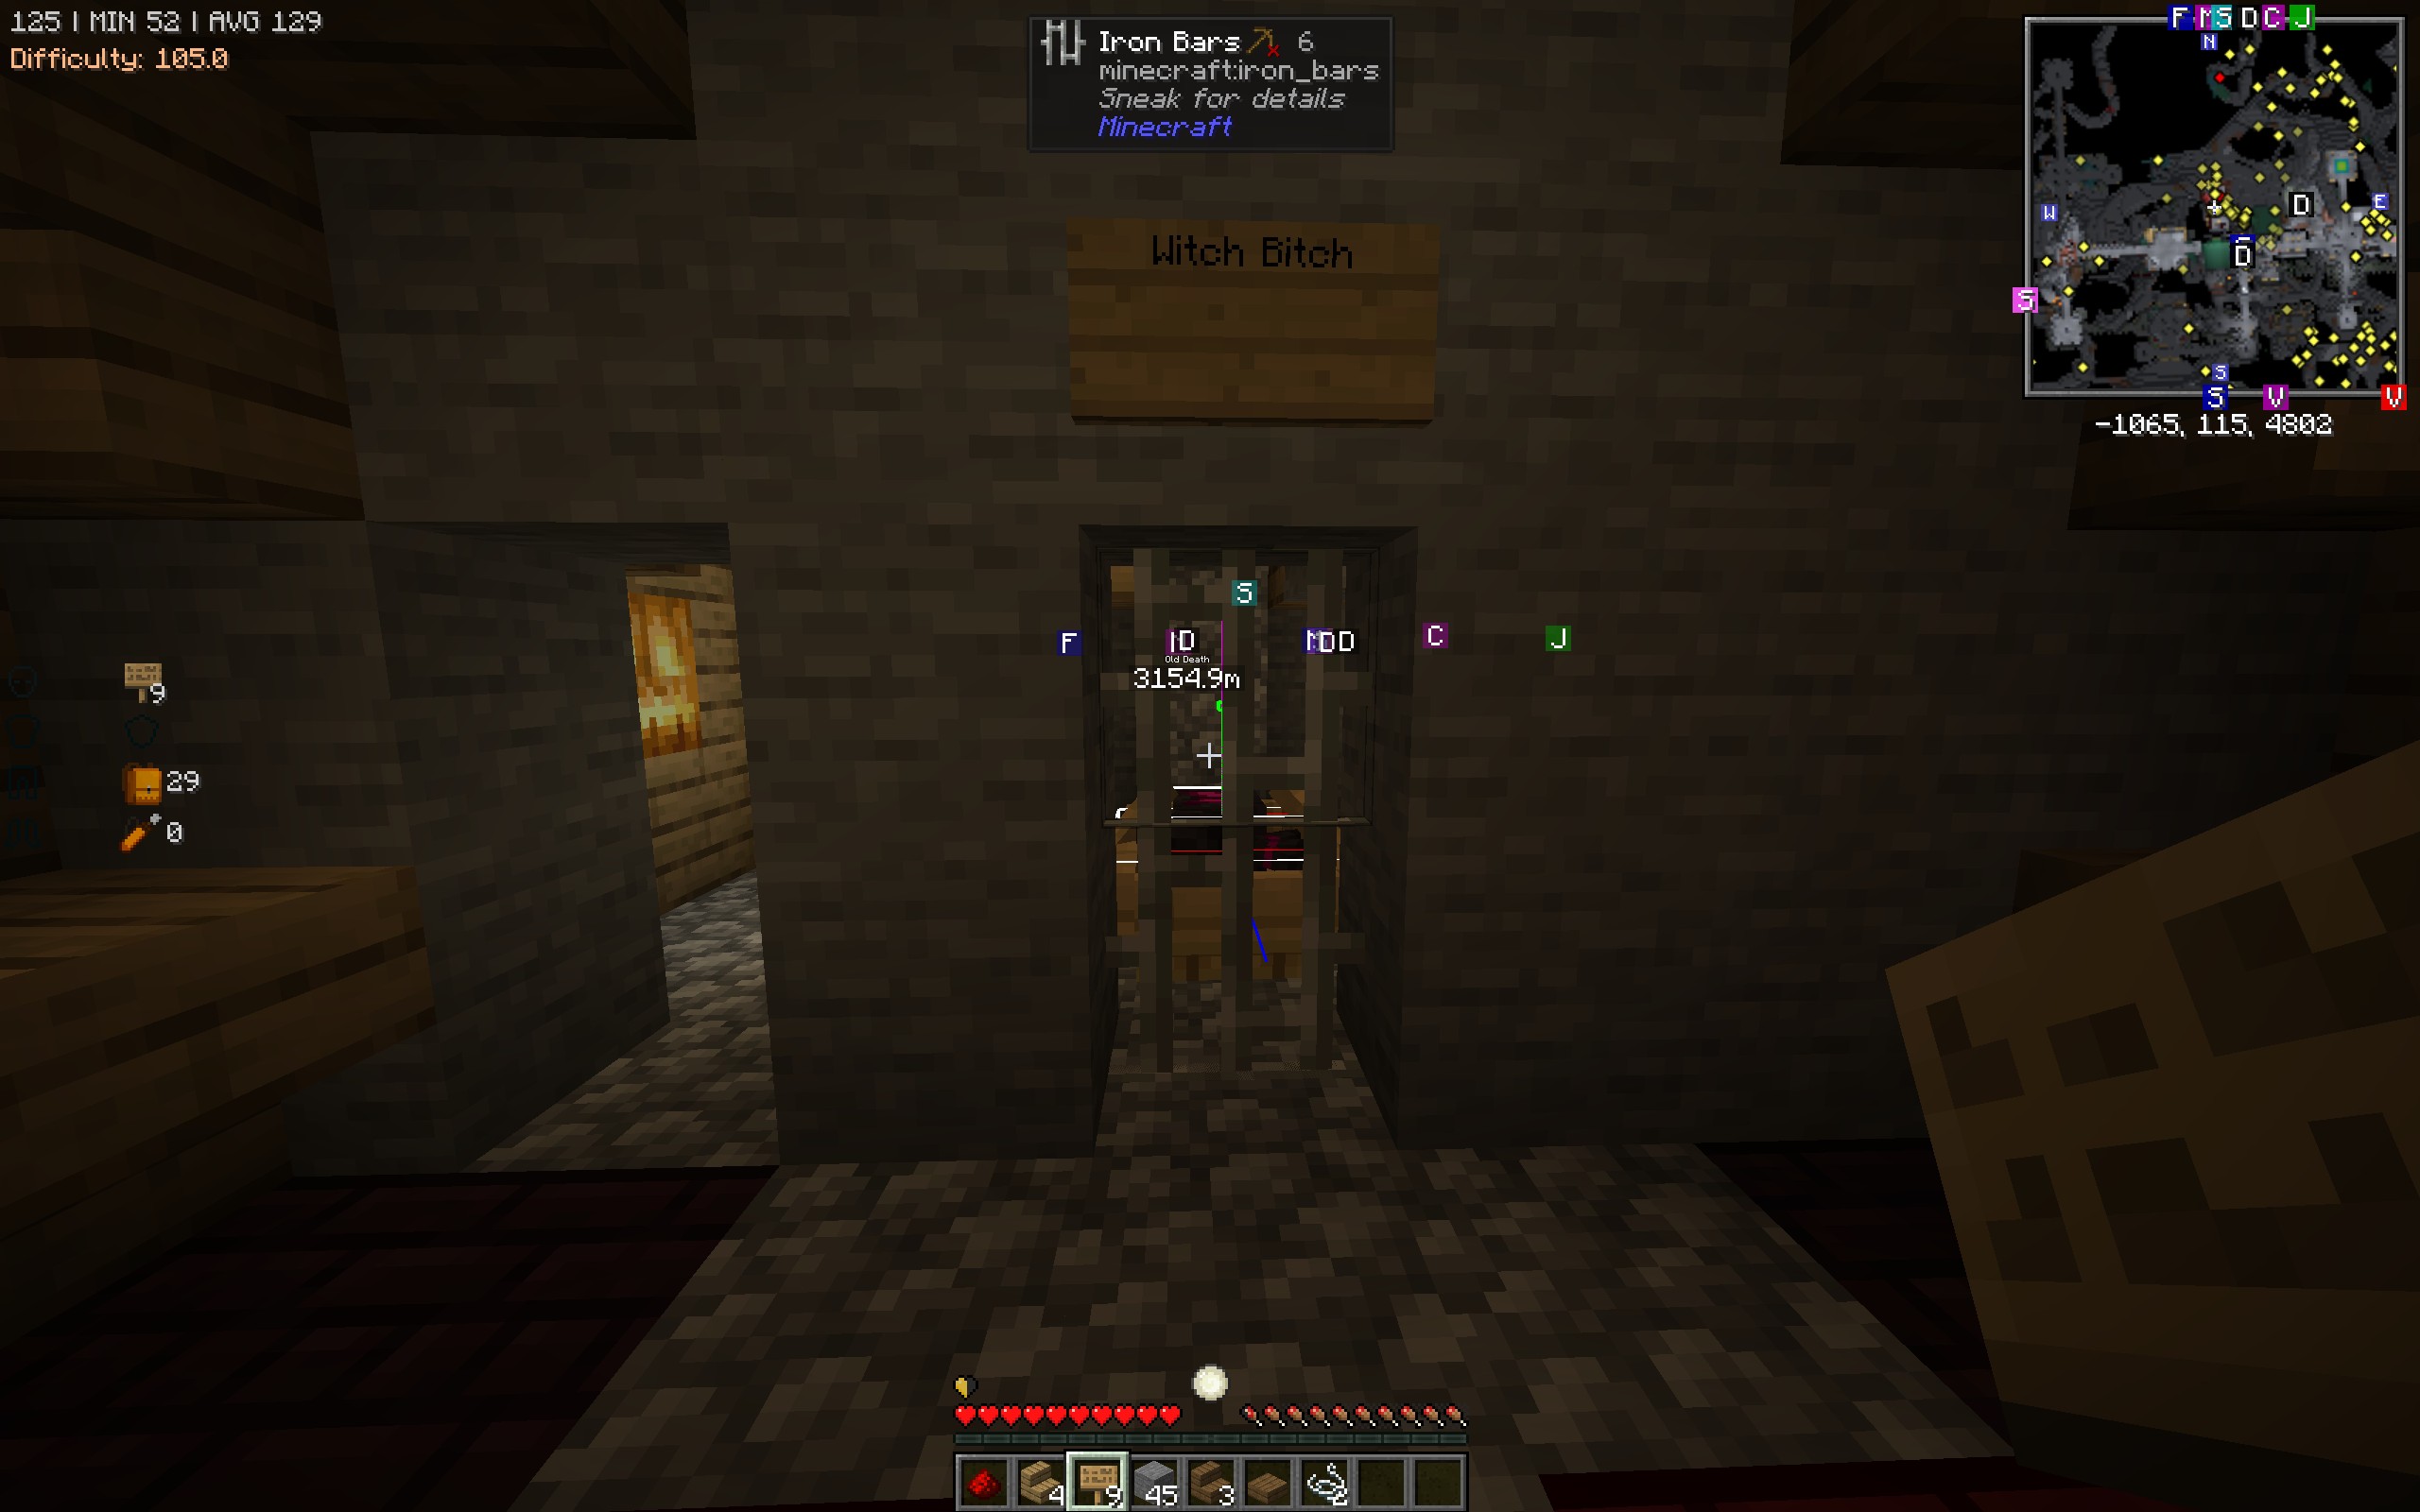 125 | MIN 52 | AVG 129
Difficulty: 105.0
Iron Bars 6
minecraft:iron_bars
Sneak for details
Minecraft
F S D C J
N
W
D
E
D
S
S
S V V
-1065, 115, 4802
Witch Bitch
S
F D D D C J
Old Death
3154.9m
9
29
0
4 9 45 3 2